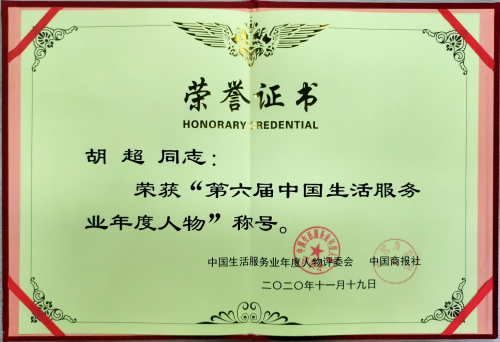 荣誉证书
HONORARY CREDENTIAL
胡 超 同志：
荣获“第六届中国生活服务
业年度人物”称号。
中国生活服务业年度人物评委会 中国商报社
二〇二〇年十一月十九日